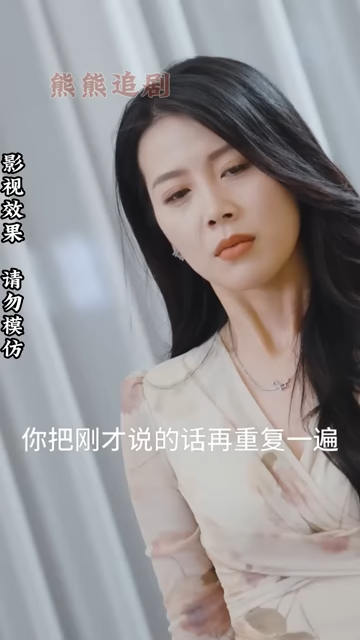 熊熊追剧
影视效果 请勿模仿
你把刚才说的话再重复一遍